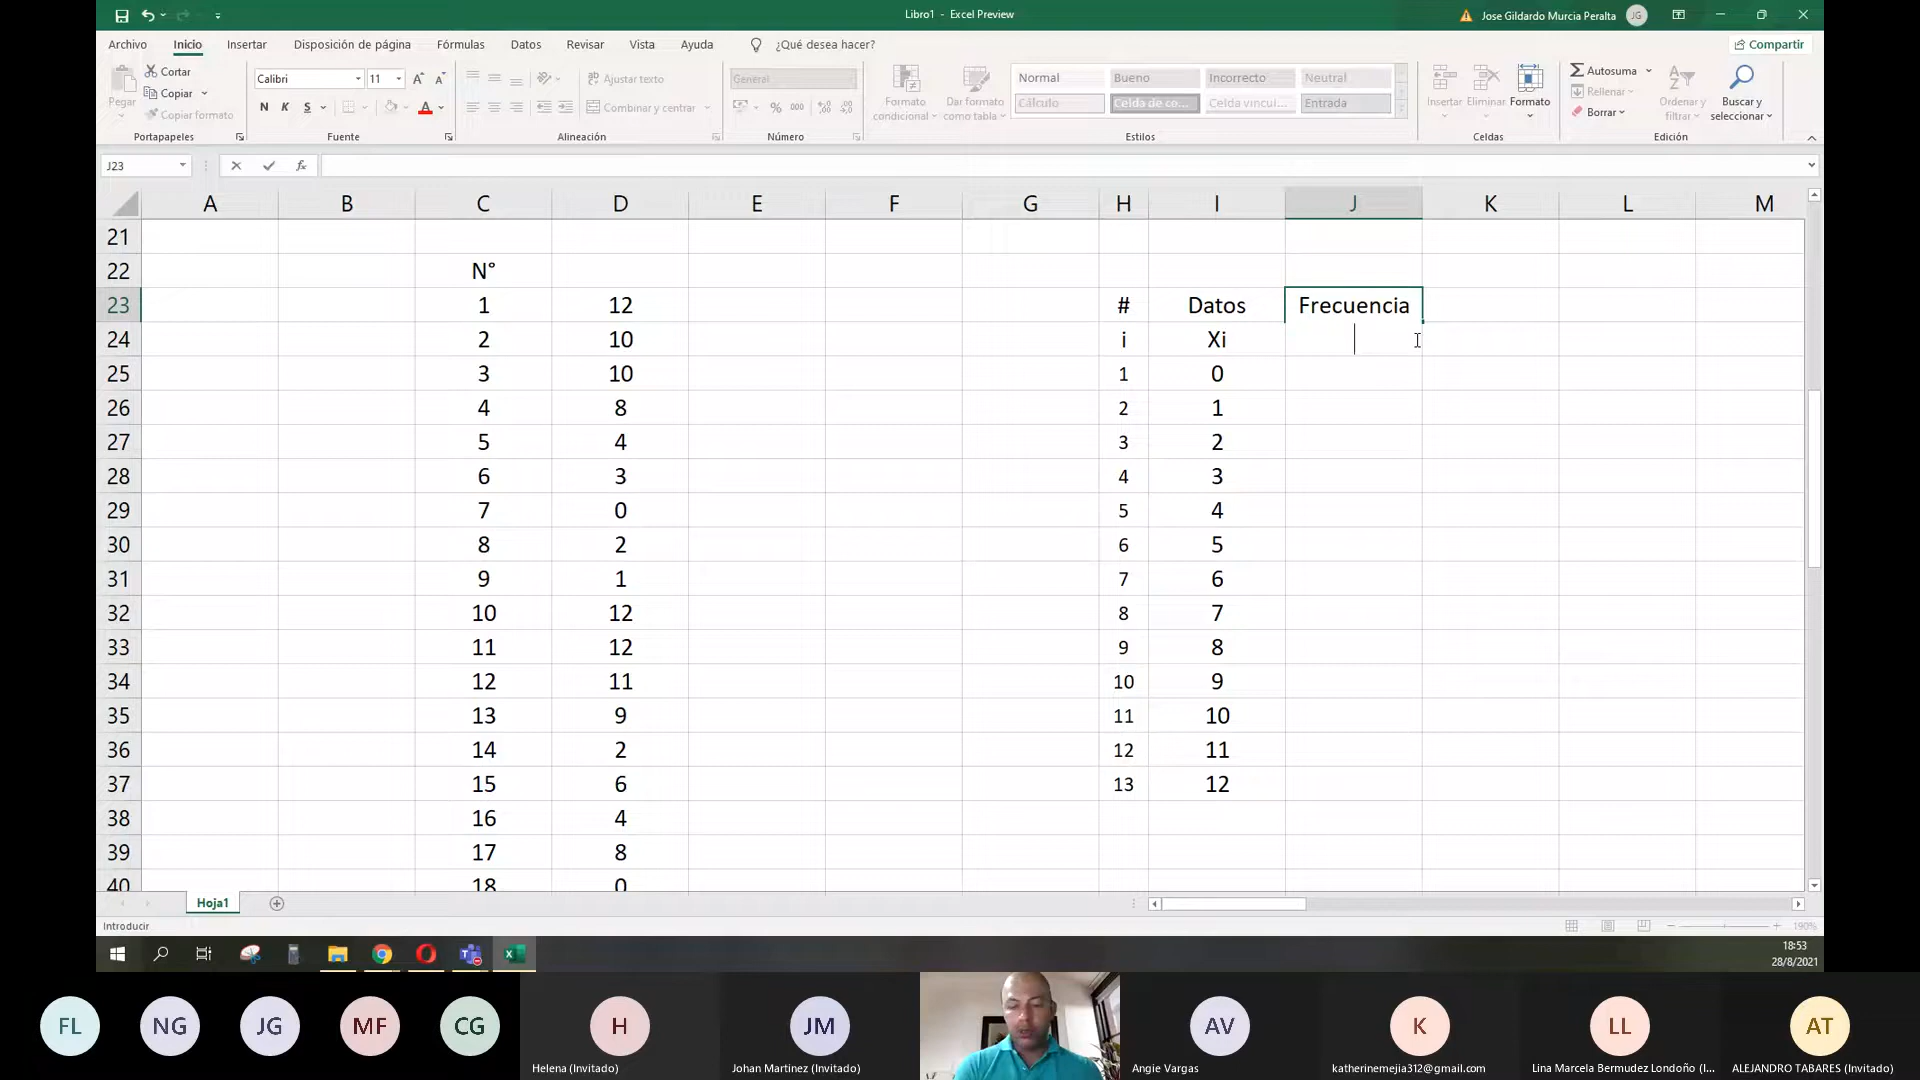 Libro1 - Excel Preview
Jose Gildardo Murcia Peralta JG
Archivo Inicio Insertar Disposición de página Fórmulas Datos Revisar Vista Ayuda ¿Qué desea hacer? Compartir
Pegar
Cortar
Copiar
Copiar formato
Portapapeles
Calibri 11 A A
N K S A
Fuente
Ajustar texto
Combinar y centrar
Alineación
General
% 000
Número
Formato condicional
Dar formato como tabla
Normal Bueno Incorrecto Neutral
Cálculo Celda de co... Celda vincui... Entrada
Estilos
Insertar Eliminar Formato
Celdas
Autosuma
Rellenar
Borrar
Ordenar y filtrar
Buscar y seleccionar
Edición
J23 fx
A B C D E F G H I J K L M
21
22 N°
23 1 12 # Datos Frecuencia
24 2 10 i Xi
25 3 10 1 0
26 4 8 2 1
27 5 4 3 2
28 6 3 4 3
29 7 0 5 4
30 8 2 6 5
31 9 1 7 6
32 10 12 8 7
33 11 12 9 8
34 12 11 10 9
35 13 9 11 10
36 14 2 12 11
37 15 6 13 12
38 16 4
39 17 8
40 18 0
Hoja1
Introducir 190%
18:53
28/8/2021
FL NG JG MF CG H JM AV K LL AT
Helena (Invitado) Johan Martinez (Invitado) Angie Vargas katherinemejia312@gmail.com Lina Marcela Bermudez Londoño (I... ALEJANDRO TABARES (Invitado)